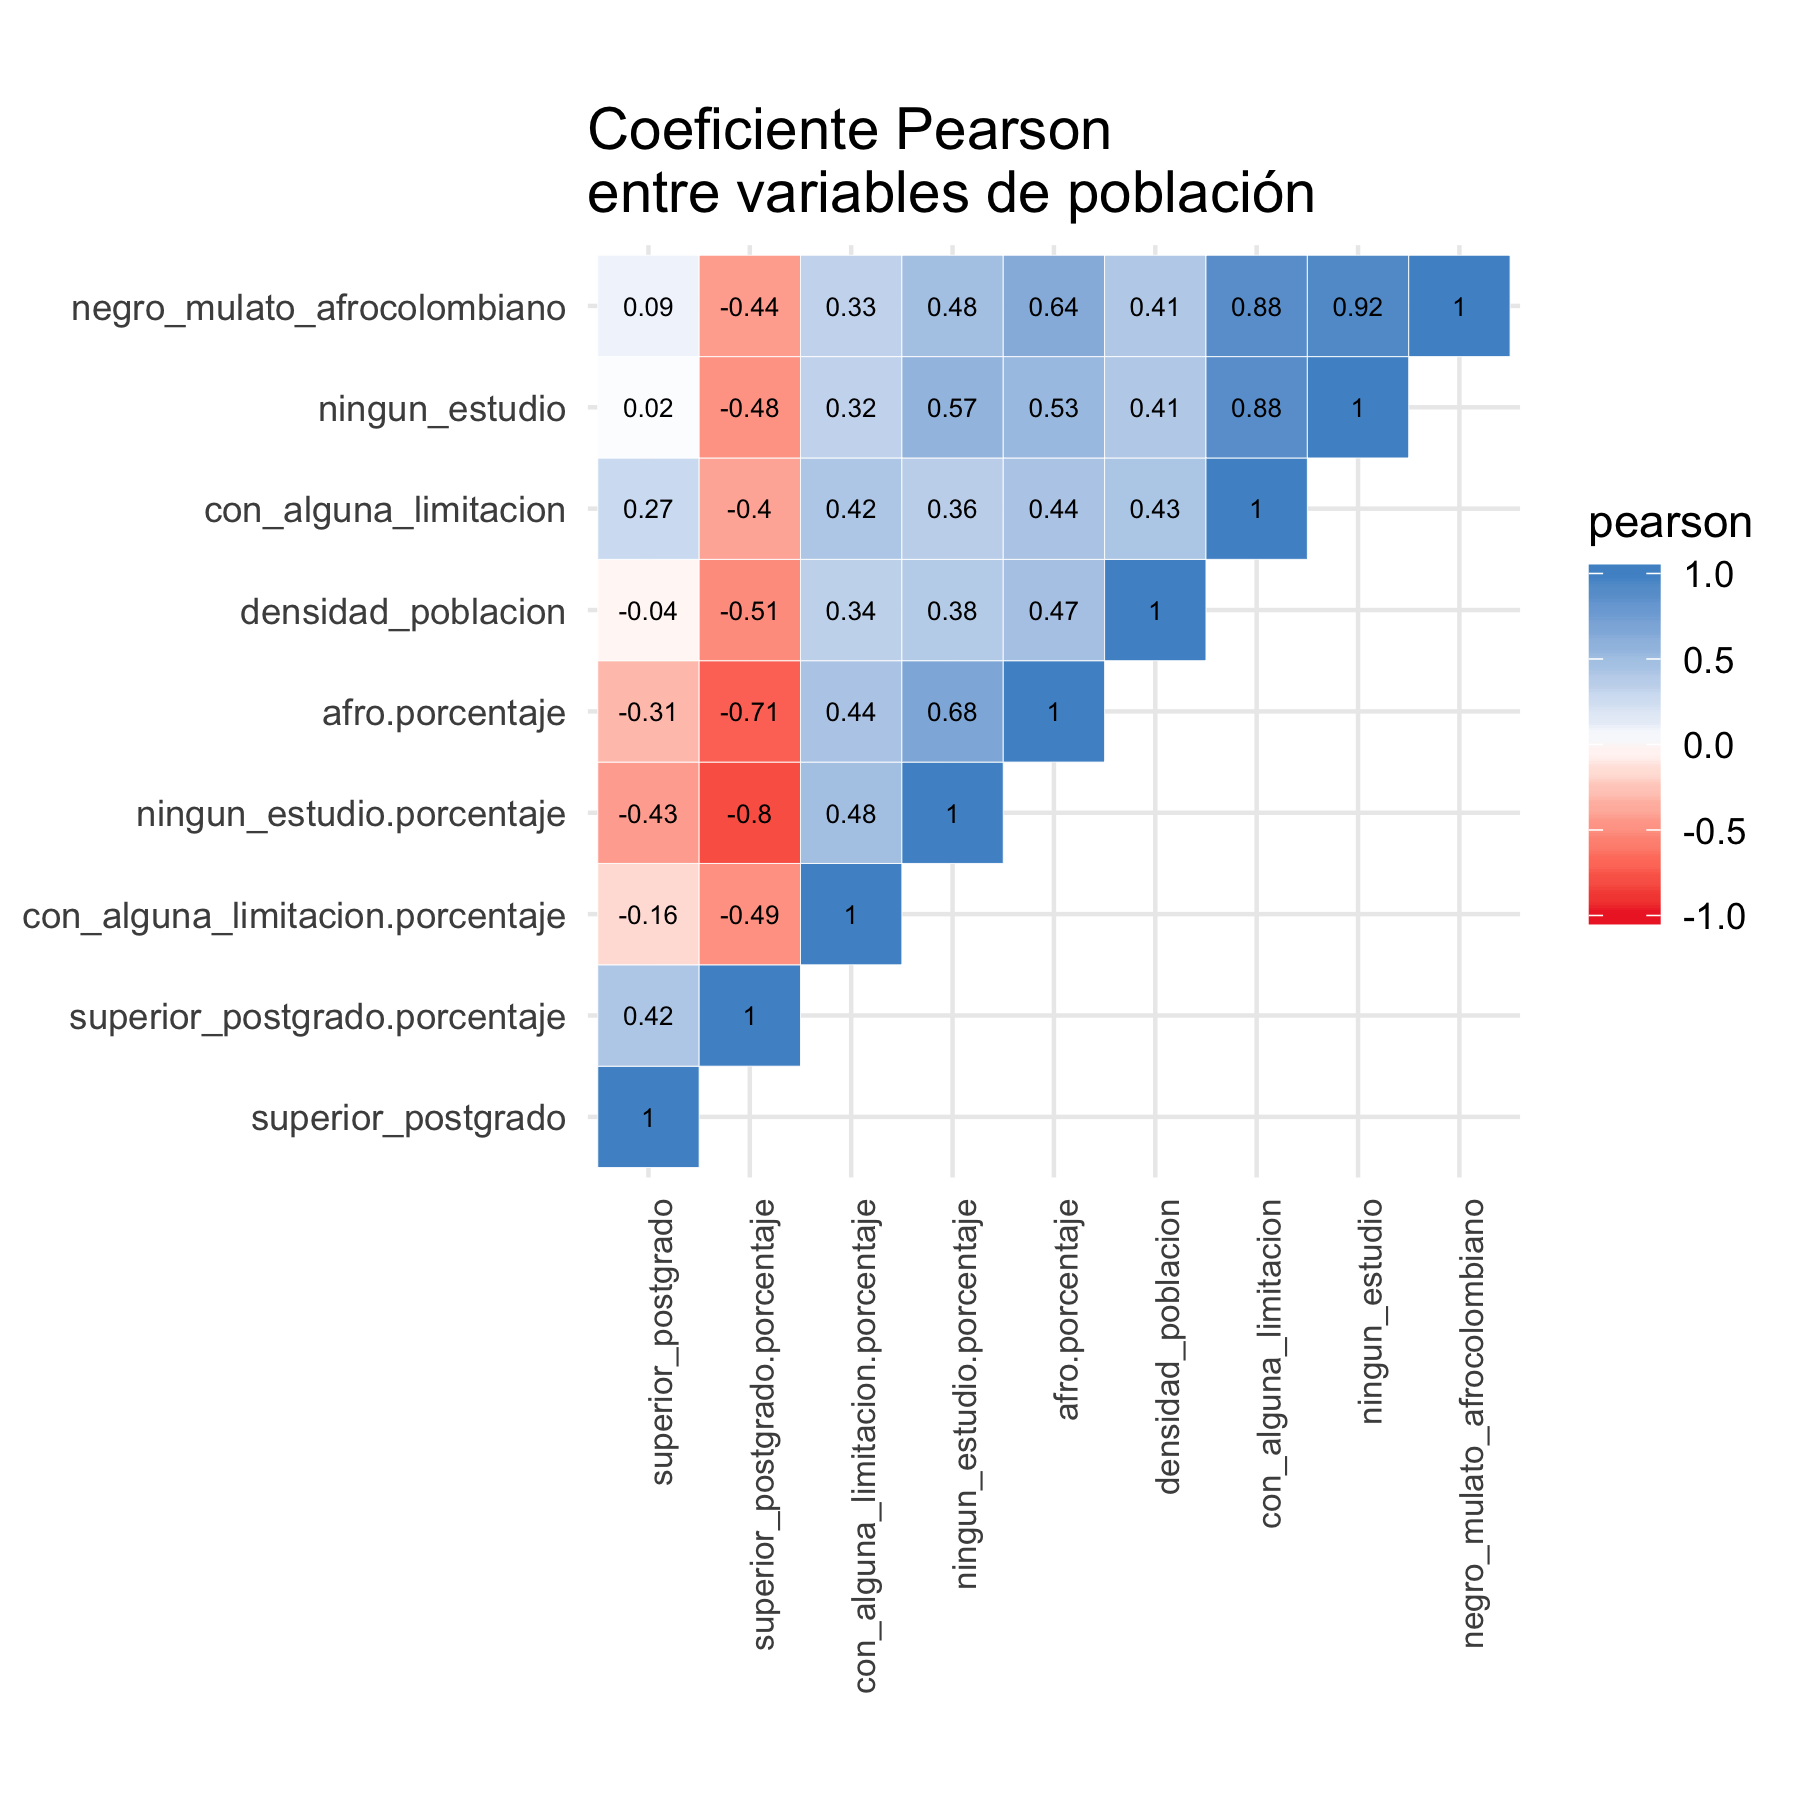 Coeficiente Pearson
entre variables de población
negro_mulato_afrocolombiano 0.09 -0.44 0.33 0.48 0.64 0.41 0.88 0.92 1
ningun_estudio 0.02 -0.48 0.32 0.57 0.53 0.41 0.88 1
con_alguna_limitacion 0.27 -0.4 0.42 0.36 0.44 0.43 1
densidad_poblacion -0.04 -0.51 0.34 0.38 0.47 1
afro.porcentaje -0.31 -0.71 0.44 0.68 1
ningun_estudio.porcentaje -0.43 -0.8 0.48 1
con_alguna_limitacion.porcentaje -0.16 -0.49 1
superior_postgrado.porcentaje 0.42 1
superior_postgrado 1
superior_postgrado
superior_postgrado.porcentaje
con_alguna_limitacion.porcentaje
ningun_estudio.porcentaje
afro.porcentaje
densidad_poblacion
con_alguna_limitacion
ningun_estudio
negro_mulato_afrocolombiano
pearson
1.0
0.5
0.0
-0.5
-1.0